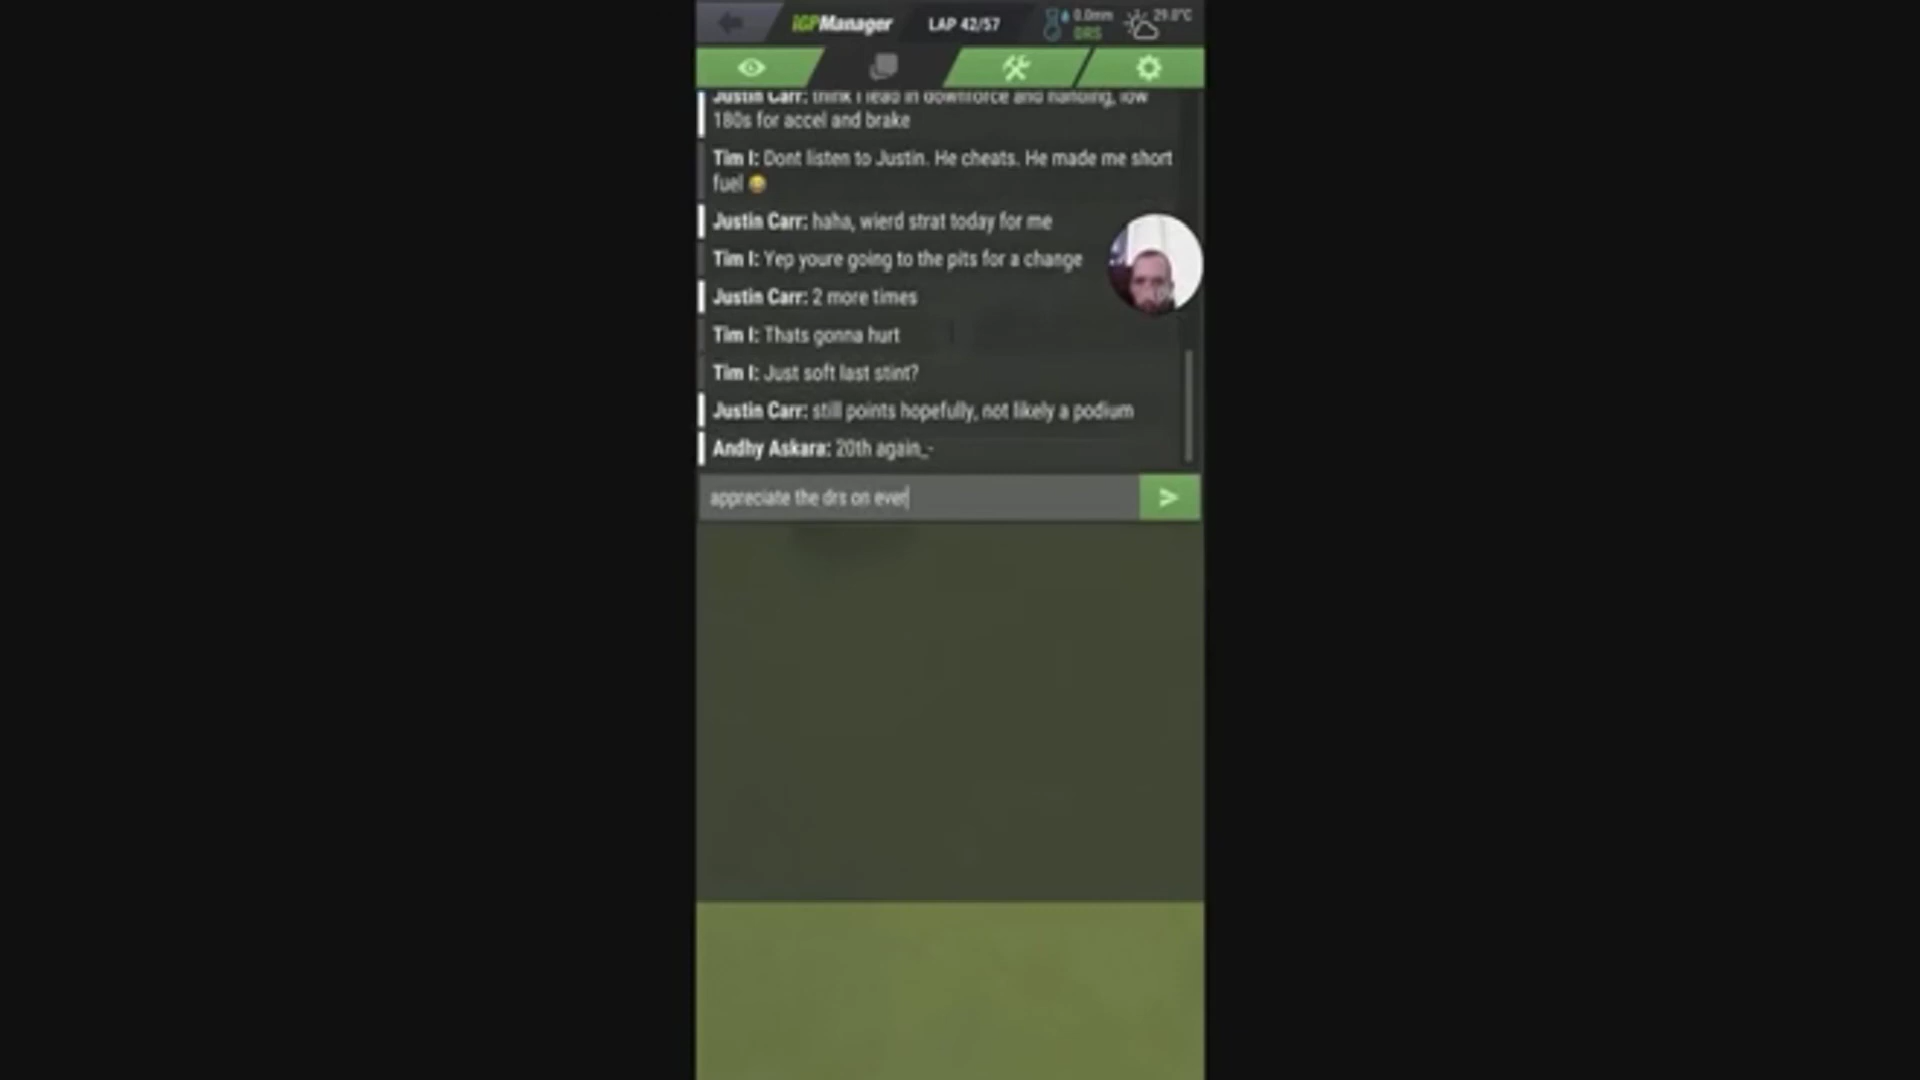 iGPManager LAP 42/57 0.0mm 29.0°C
DRS
Justin Carr: think I lead in downforce and handling, low
180s for accel and brake
Tim I: Dont listen to Justin. He cheats. He made me short
fuel 😂
Justin Carr: haha, wierd strat today for me
Tim I: Yep youre going to the pits for a change
Justin Carr: 2 more times
Tim I: Thats gonna hurt
Tim I: Just soft last stint?
Justin Carr: still points hopefully, not likely a podium
Andhy Askara: 20th again_-
appreciate the drs on ever